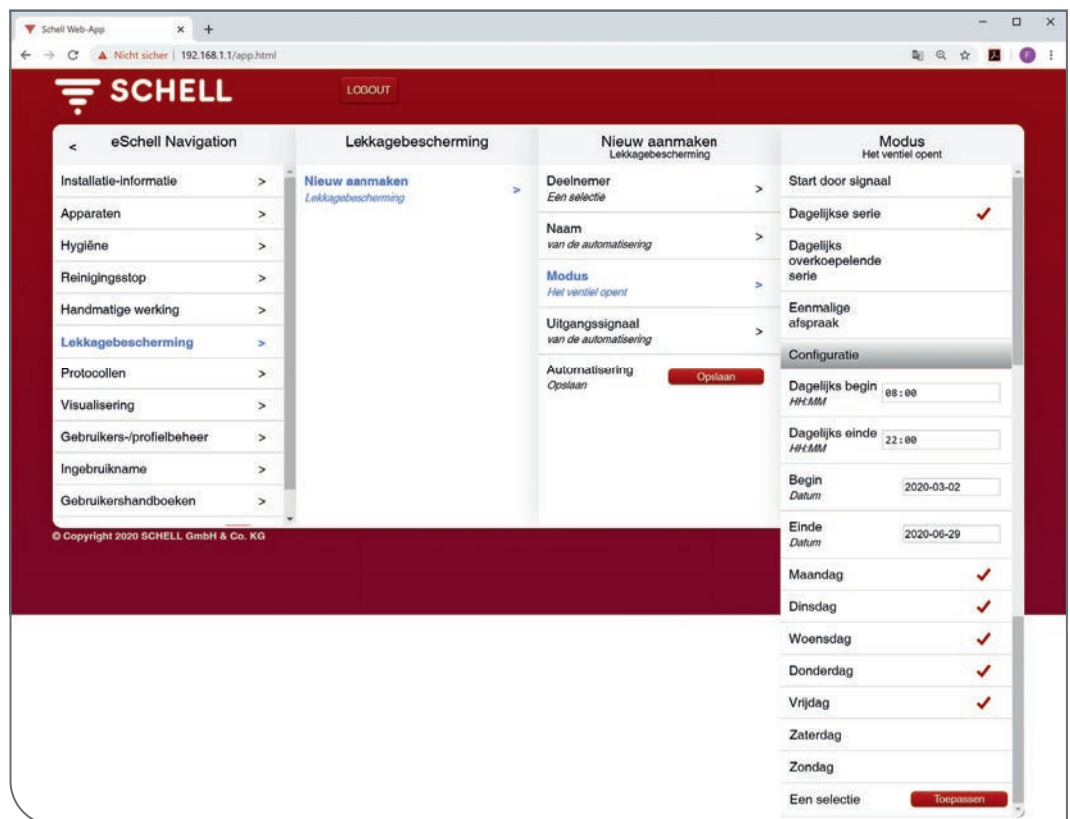 Schell Web-App
Nicht sicher | 192.168.1.1/app.html
F
SCHELL
LOGOUT
< eSchell Navigation
Installatie-informatie >
Apparaten >
Hygiëne >
Reinigingsstop >
Handmatige werking >
Lekkagebescherming >
Protocollen >
Visualisering >
Gebruikers-/profielbeheer >
Ingebruikname >
Gebruikershandboeken >
Lekkagebescherming
Nieuw aanmaken >
Lekkagebescherming
Nieuw aanmaken
Lekkagebescherming
Deelnemer >
Een selectie
Naam >
van de automatisering
Modus >
Het ventiel opent
Uitgangssignaal >
van de automatisering
Automatisering
Opslaan
Opslaan
Modus
Het ventiel opent
Start door signaal
Dagelijkse serie
Dagelijks
overkoepelende
serie
Eenmalige
afspraak
Configuratie
Dagelijks begin 08:00
HH:MM
Dagelijks einde 22:00
HH:MM
Begin 2020-03-02
Datum
Einde 2020-06-29
Datum
Maandag
Dinsdag
Woensdag
Donderdag
Vrijdag
Zaterdag
Zondag
Een selectie Toepassen
© Copyright 2020 SCHELL GmbH & Co. KG